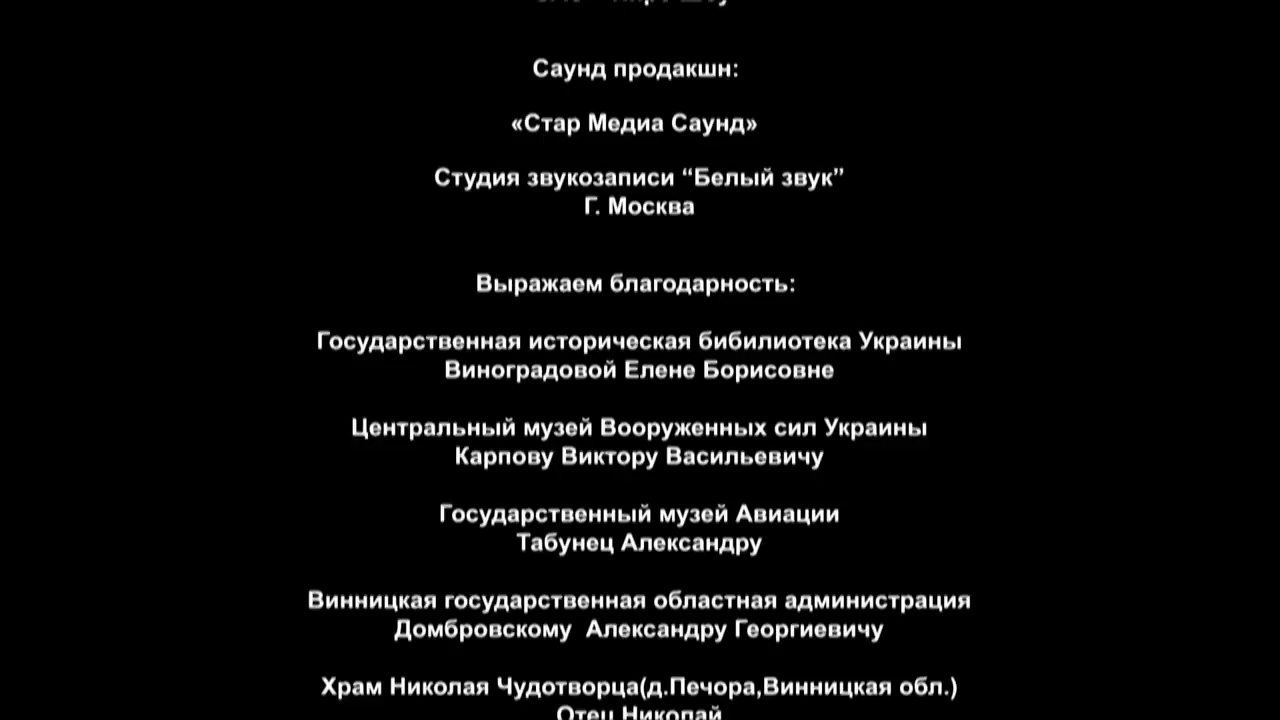 Саунд продакшн:
«Стар Медиа Саунд»
Студия звукозаписи “Белый звук”
Г. Москва
Выражаем благодарность:
Государственная историческая бибилиотека Украины
Виноградовой Елене Борисовне
Центральный музей Вооруженных сил Украины
Карпову Виктору Васильевичу
Государственный музей Авиации
Табунец Александру
Винницкая государственная областная администрация
Домбровскому  Александру Георгиевичу
Храм Николая Чудотворца(д.Печора,Винницкая обл.)
Отец Николай